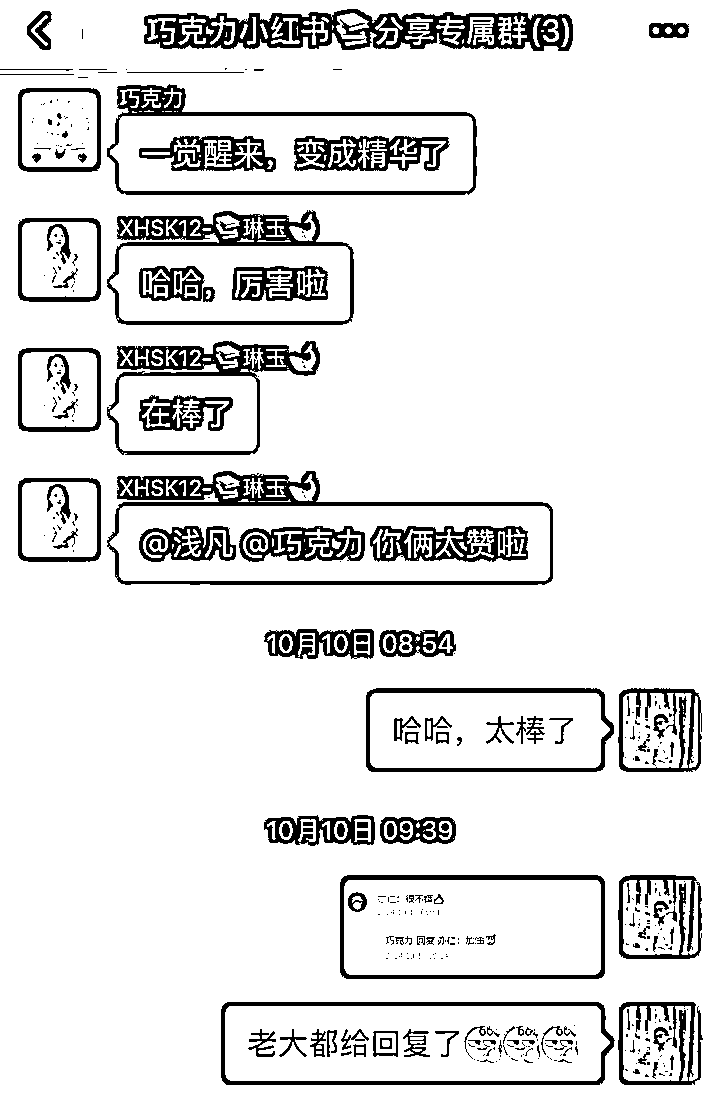 巧克力小红书📚分享专属群(3)
巧克力
一觉醒来，变成精华了
XHSK12-📚琳玉
哈哈，厉害啦
XHSK12-📚琳玉
在棒了
XHSK12-📚琳玉
@浅凡 @巧克力 你俩太赞啦
10月10日 08:54
哈哈，太棒了
10月10日 09:39
很不错👍
巧克力 回复 亦仁：加油
老大都给回复了